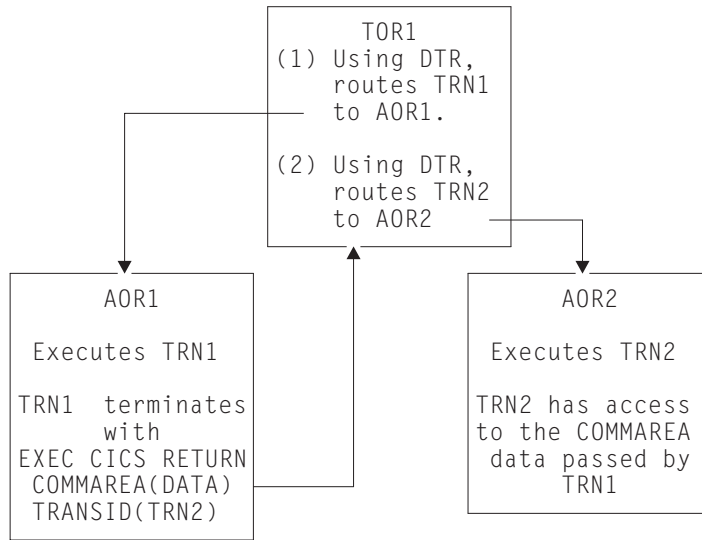 TOR1
(1) Using DTR,
routes TRN1
to AOR1.
(2) Using DTR,
routes TRN2
to AOR2
AOR1
Executes TRN1
TRN1 terminates
with
EXEC CICS RETURN
COMMAREA(DATA)
TRANSID(TRN2)
AOR2
Executes TRN2
TRN2 has access
to the COMMAREA
data passed by
TRN1